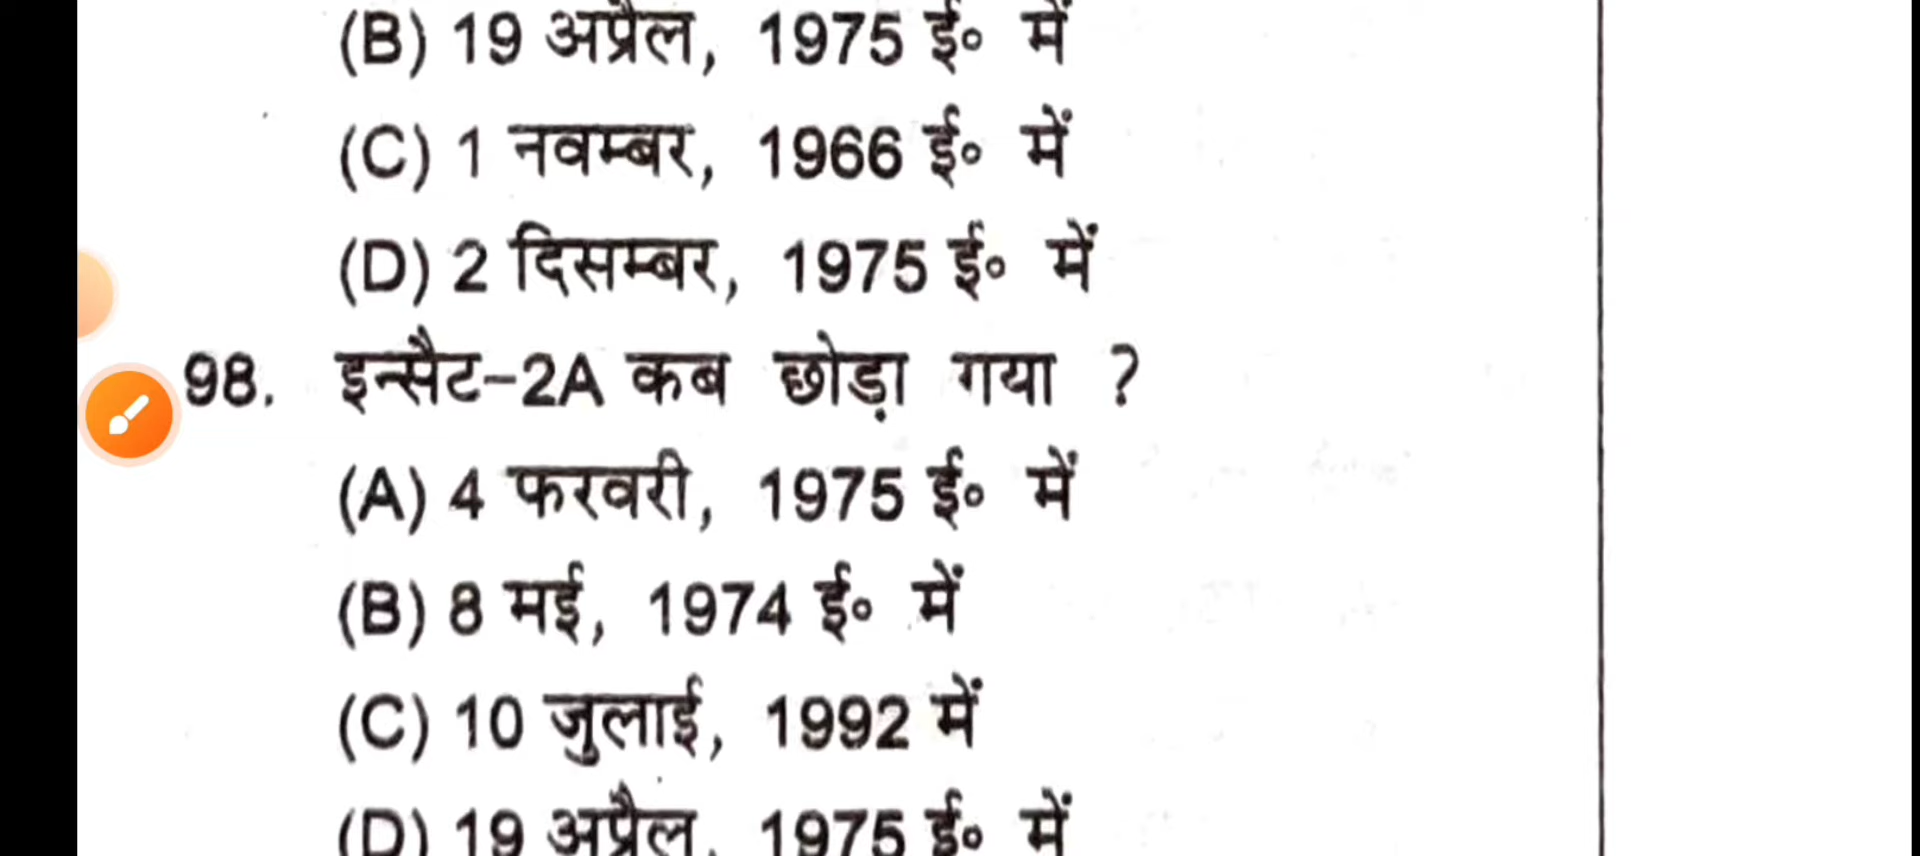 (B) 19 अप्रैल, 1975 ई० में
(C) 1 नवम्बर, 1966 ई० में
(D) 2 दिसम्बर, 1975 ई० में
98. इन्सैट-2A कब छोड़ा गया ?
(A) 4 फरवरी, 1975 ई० में
(B) 8 मई, 1974 ई० में
(C) 10 जुलाई, 1992 में
(D) 19 अप्रैल, 1975 ई० में